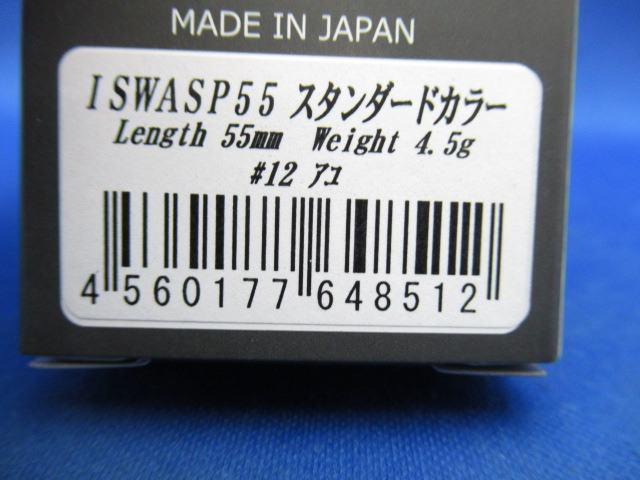 MADE IN JAPAN
ISWASP55 スタンダードカラー
Length 55mm Weight 4.5g
#12 アユ
4 560177 648512